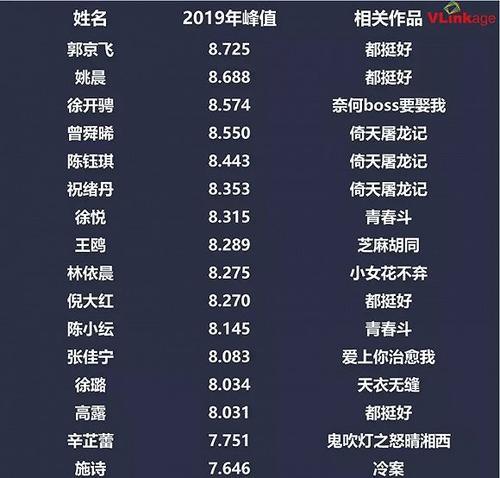 VLinkage
姓名 2019年峰值 相关作品
郭京飞 8.725 都挺好
姚晨 8.688 都挺好
徐开骋 8.574 奈何boss要娶我
曾舜晞 8.550 倚天屠龙记
陈钰琪 8.443 倚天屠龙记
祝绪丹 8.353 倚天屠龙记
徐悦 8.315 青春斗
王鸥 8.289 芝麻胡同
林依晨 8.275 小女花不弃
倪大红 8.270 都挺好
陈小纭 8.145 青春斗
张佳宁 8.083 爱上你治愈我
徐璐 8.034 天衣无缝
高露 8.031 都挺好
辛芷蕾 7.751 鬼吹灯之怒晴湘西
施诗 7.646 冷案